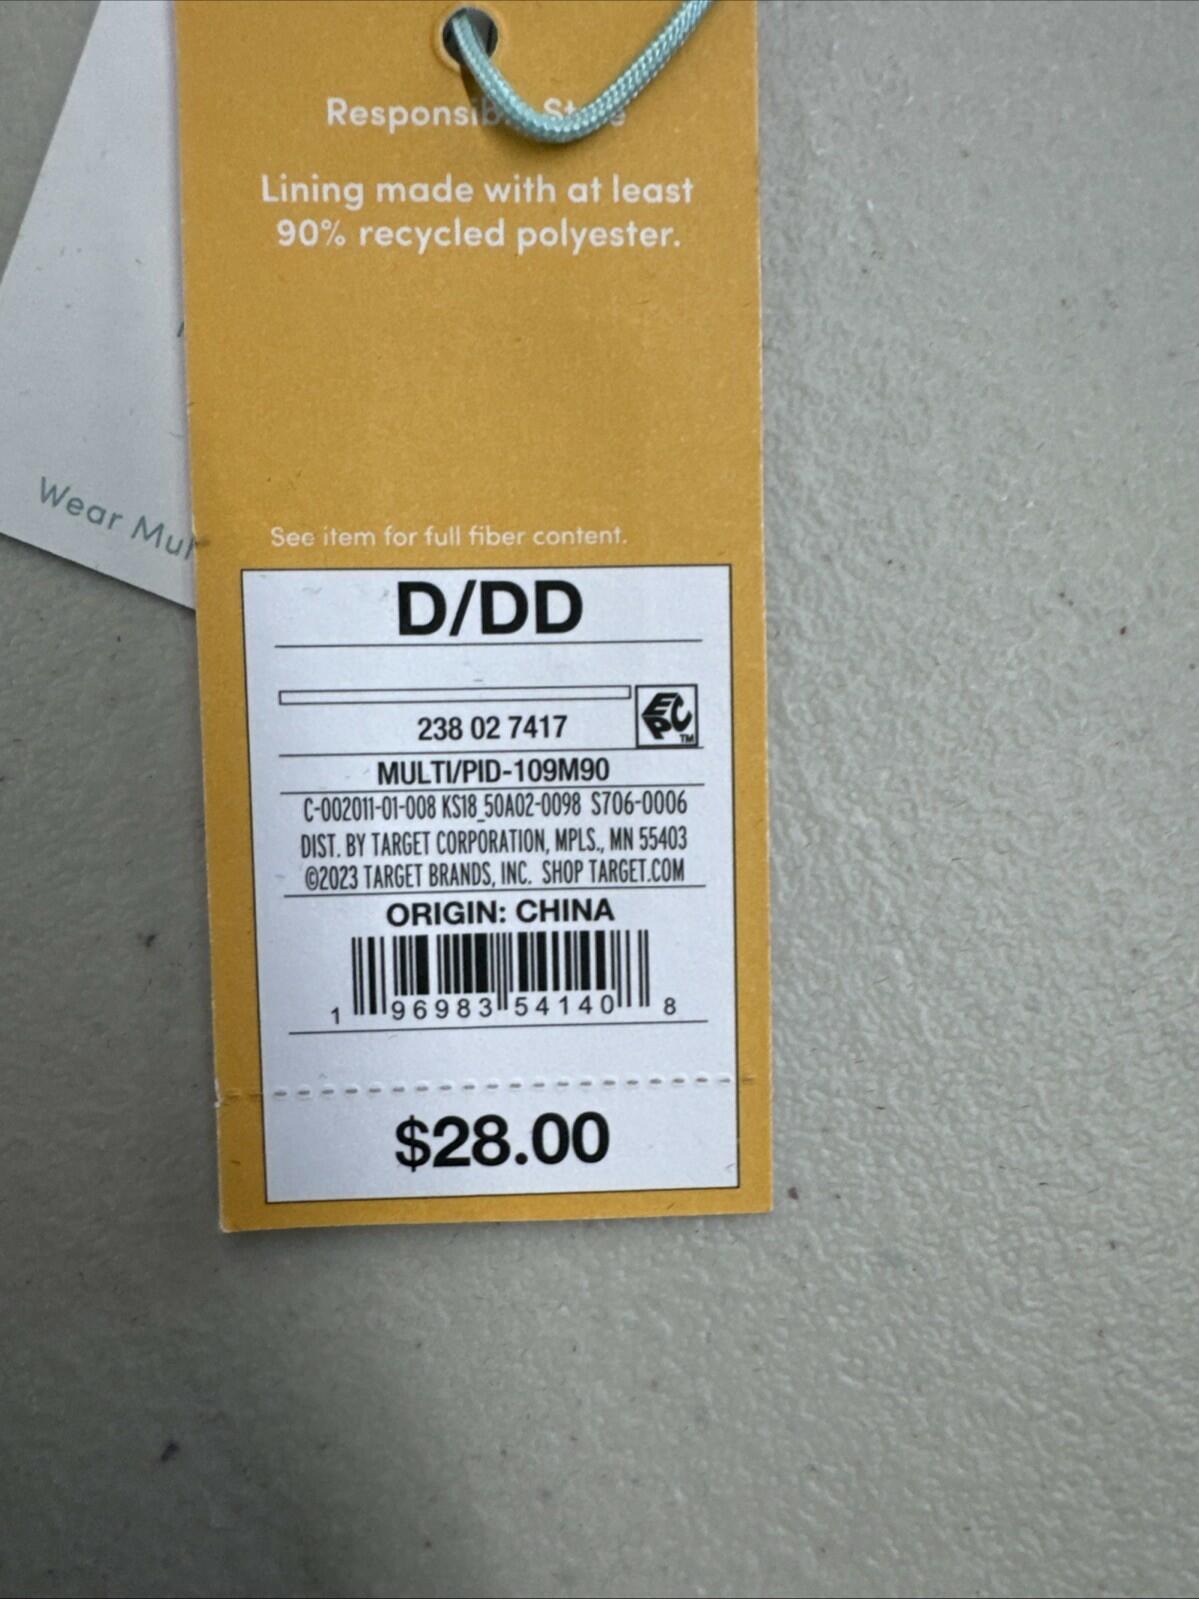 Lining made with at least
90% recycled polyester.
Wear
See item for full fiber content.
D/DD
238 02 7417
EPC
TM
MULTI/PID-109M90
C-002011-01-008 KS18_50A02-0098 S706-0006
DIST. BY TARGET CORPORATION, MPLS., MN 55403
©2023 TARGET BRANDS, INC. SHOP TARGET.COM
ORIGIN: CHINA
1 96983 54140 8
$28.00